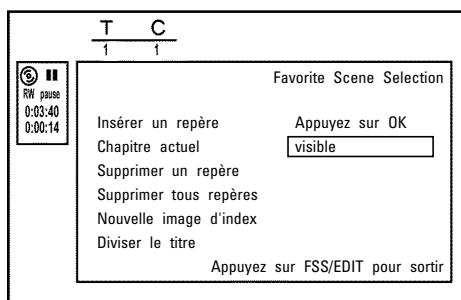 T C
1 1
RW pause
0:03:40
0:00:14
Favorite Scene Selection
Insérer un repère Appuyez sur OK
Chapitre actuel visible
Supprimer un repère
Supprimer tous repères
Nouvelle image d'index
Diviser le titre
Appuyez sur FSS/EDIT pour sortir